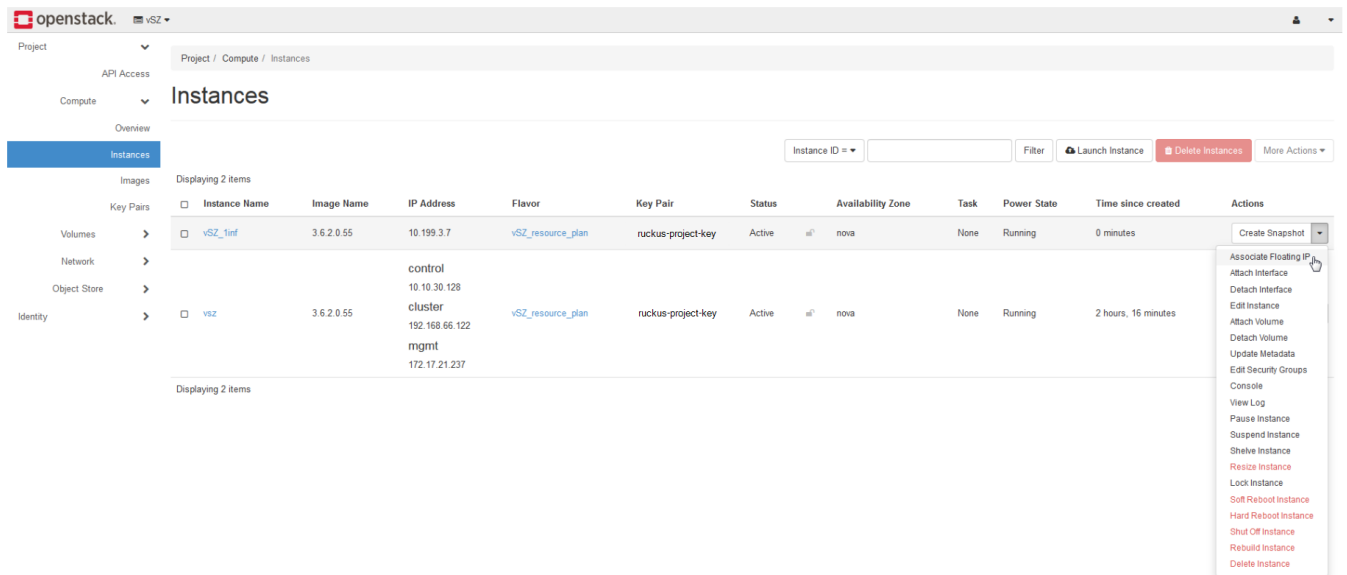 openstack. vSZ
Project
API Access
Compute
Overview
Instances
Images
Key Pairs
Volumes
Network
Object Store
Identity
Project / Compute / Instances
Instances
Instance ID = Filter Launch Instance Delete Instances More Actions
Displaying 2 items
Instance Name Image Name IP Address Flavor Key Pair Status Availability Zone Task Power State Time since created Actions
vSZ_1inf 3.6.2.0.55 10.199.3.7 vSZ_resource_plan ruckus-project-key Active nova None Running 0 minutes Create Snapshot
control
10.10.30.128
cluster
vsz 3.6.2.0.55 192.168.66.122 vSZ_resource_plan ruckus-project-key Active nova None Running 2 hours, 16 minutes
mgmt
172.17.21.237
Displaying 2 items
Associate Floating IP
Attach Interface
Detach Interface
Edit Instance
Attach Volume
Detach Volume
Update Metadata
Edit Security Groups
Console
View Log
Pause Instance
Suspend Instance
Shelve Instance
Resize Instance
Lock Instance
Soft Reboot Instance
Hard Reboot Instance
Shut Off Instance
Rebuild Instance
Delete Instance